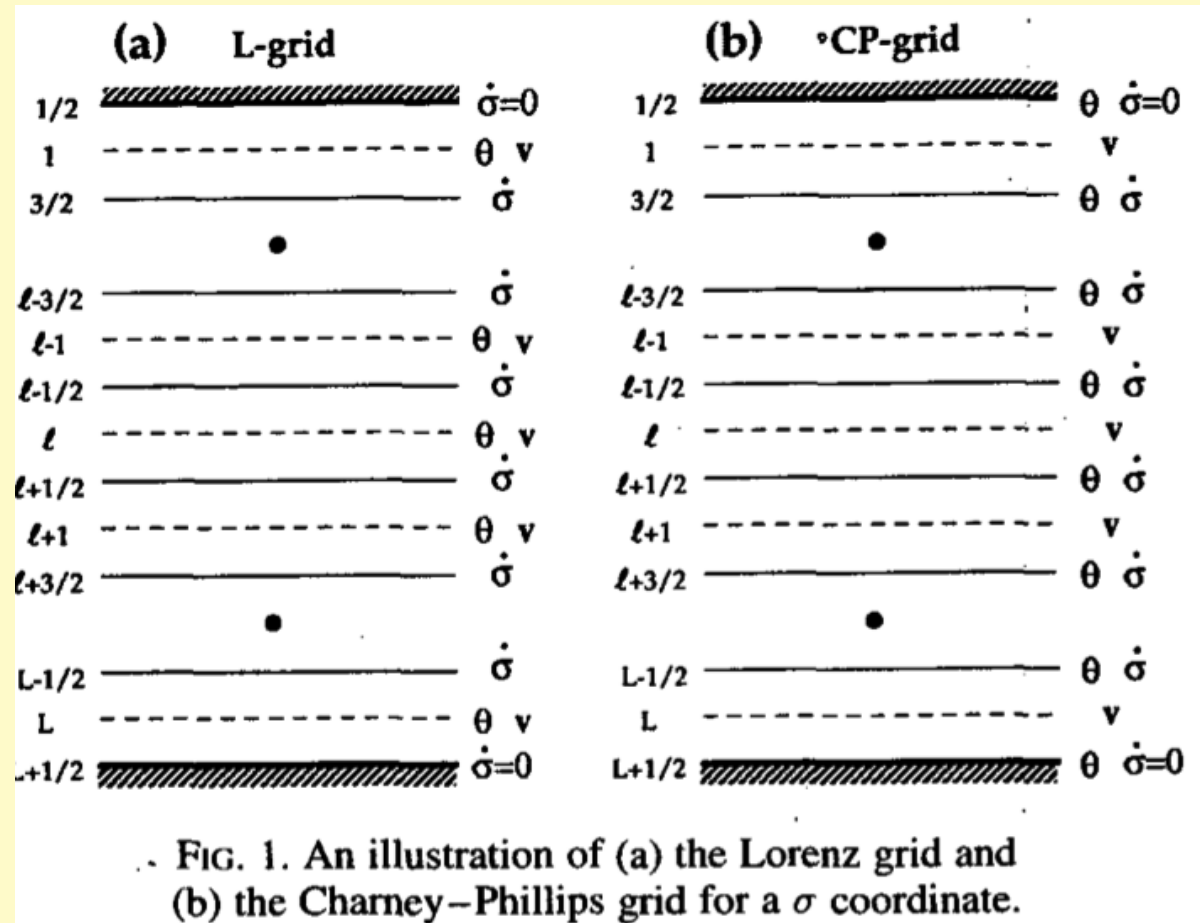 (a) L-grid
1/2 σ̇=0
1 θ v
3/2 σ̇
ℓ-3/2 σ̇
ℓ-1 θ v
ℓ-1/2 σ̇
ℓ θ v
ℓ+1/2 σ̇
ℓ+1 θ v
ℓ+3/2 σ̇
L-1/2 σ̇
L θ v
L+1/2 σ̇=0
(b) CP-grid
1/2 θ σ̇=0
1 v
3/2 θ σ̇
ℓ-3/2 θ σ̇
ℓ-1 v
ℓ-1/2 θ σ̇
ℓ v
ℓ+1/2 θ σ̇
ℓ+1 v
ℓ+3/2 θ σ̇
L-1/2 θ σ̇
L v
L+1/2 θ σ̇=0
FIG. 1. An illustration of (a) the Lorenz grid and
(b) the Charney–Phillips grid for a σ coordinate.